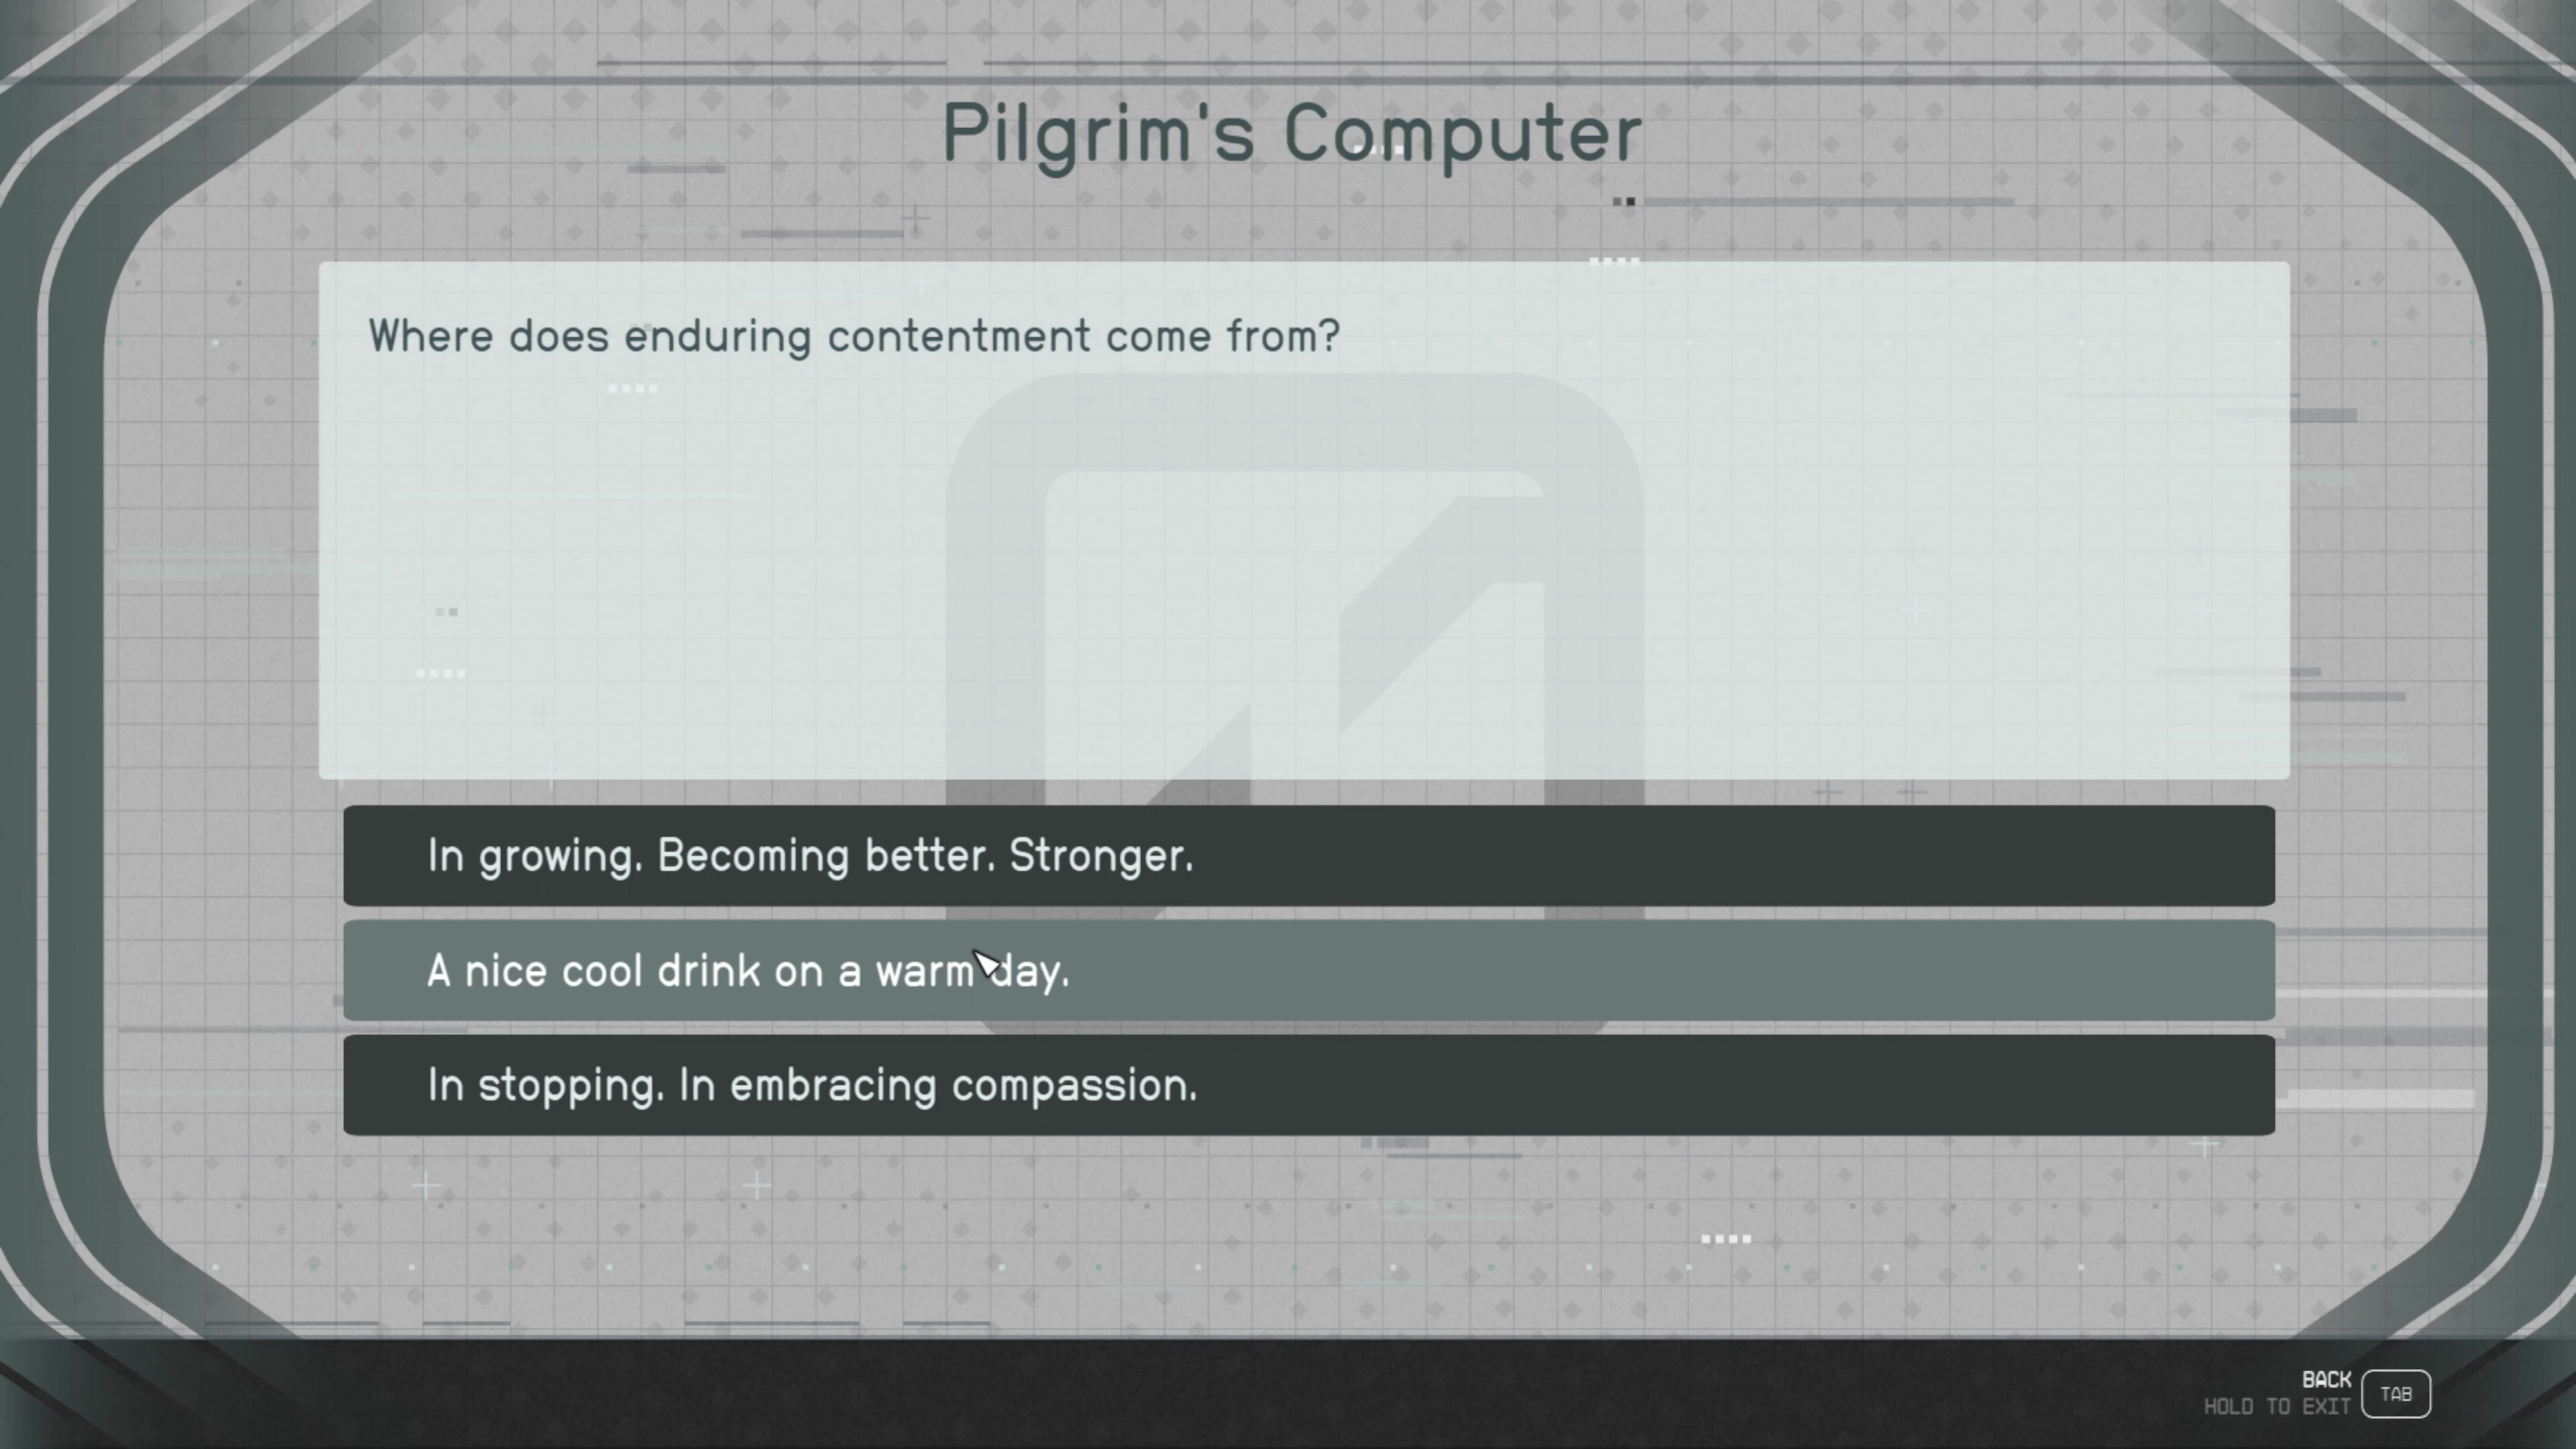 Pilgrim's Computer
Where does enduring contentment come from?
In growing. Becoming better. Stronger.
A nice cool drink on a warm day.
In stopping. In embracing compassion.
BACK
HOLD TO EXIT
TAB